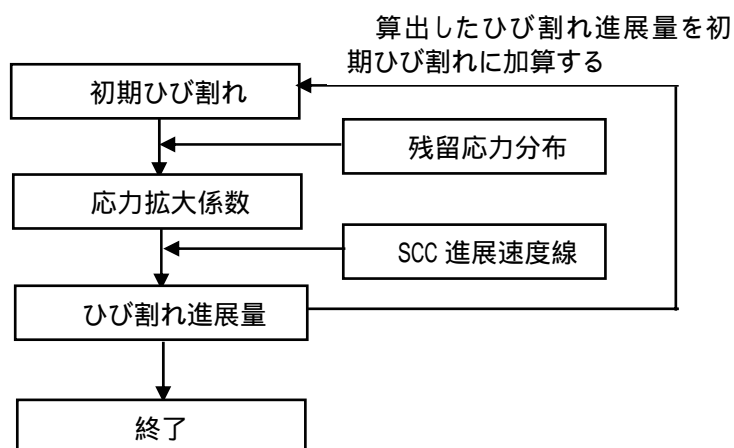 算出したひび割れ進展量を初
期ひび割れに加算する
初期ひび割れ
残留応力分布
応力拡大係数
SCC 進展速度線
ひび割れ進展量
終了